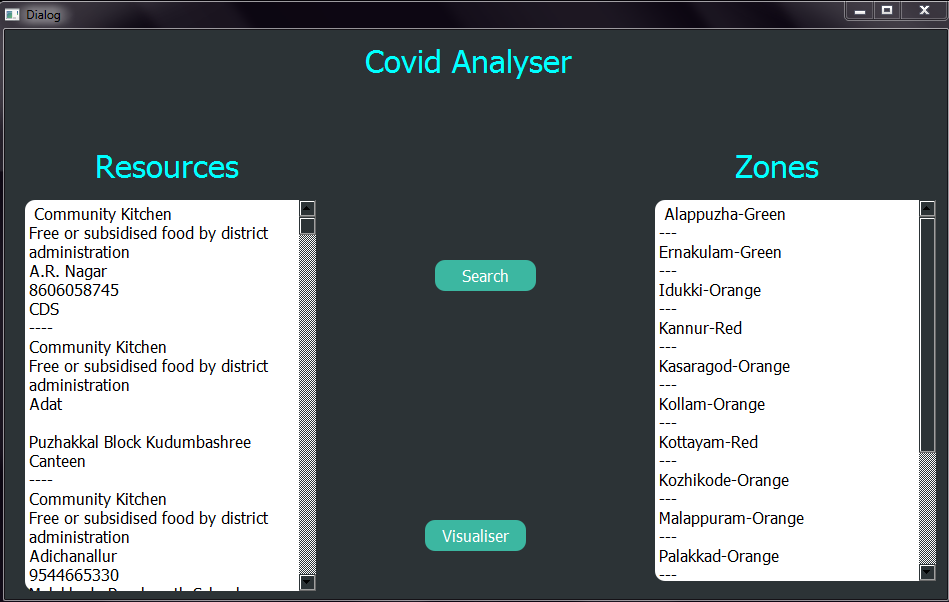 Dialog
Covid Analyser
Resources
Community Kitchen
Free or subsidised food by district
administration
A.R. Nagar
8606058745
CDS
----
Community Kitchen
Free or subsidised food by district
administration
Adat
Puzhakkal Block Kudumbashree
Canteen
----
Community Kitchen
Free or subsidised food by district
administration
Adichanallur
9544665330
Search
Visualiser
Zones
Alappuzha-Green
---
Ernakulam-Green
---
Idukki-Orange
---
Kannur-Red
---
Kasaragod-Orange
---
Kollam-Orange
---
Kottayam-Red
---
Kozhikode-Orange
---
Malappuram-Orange
---
Palakkad-Orange
---